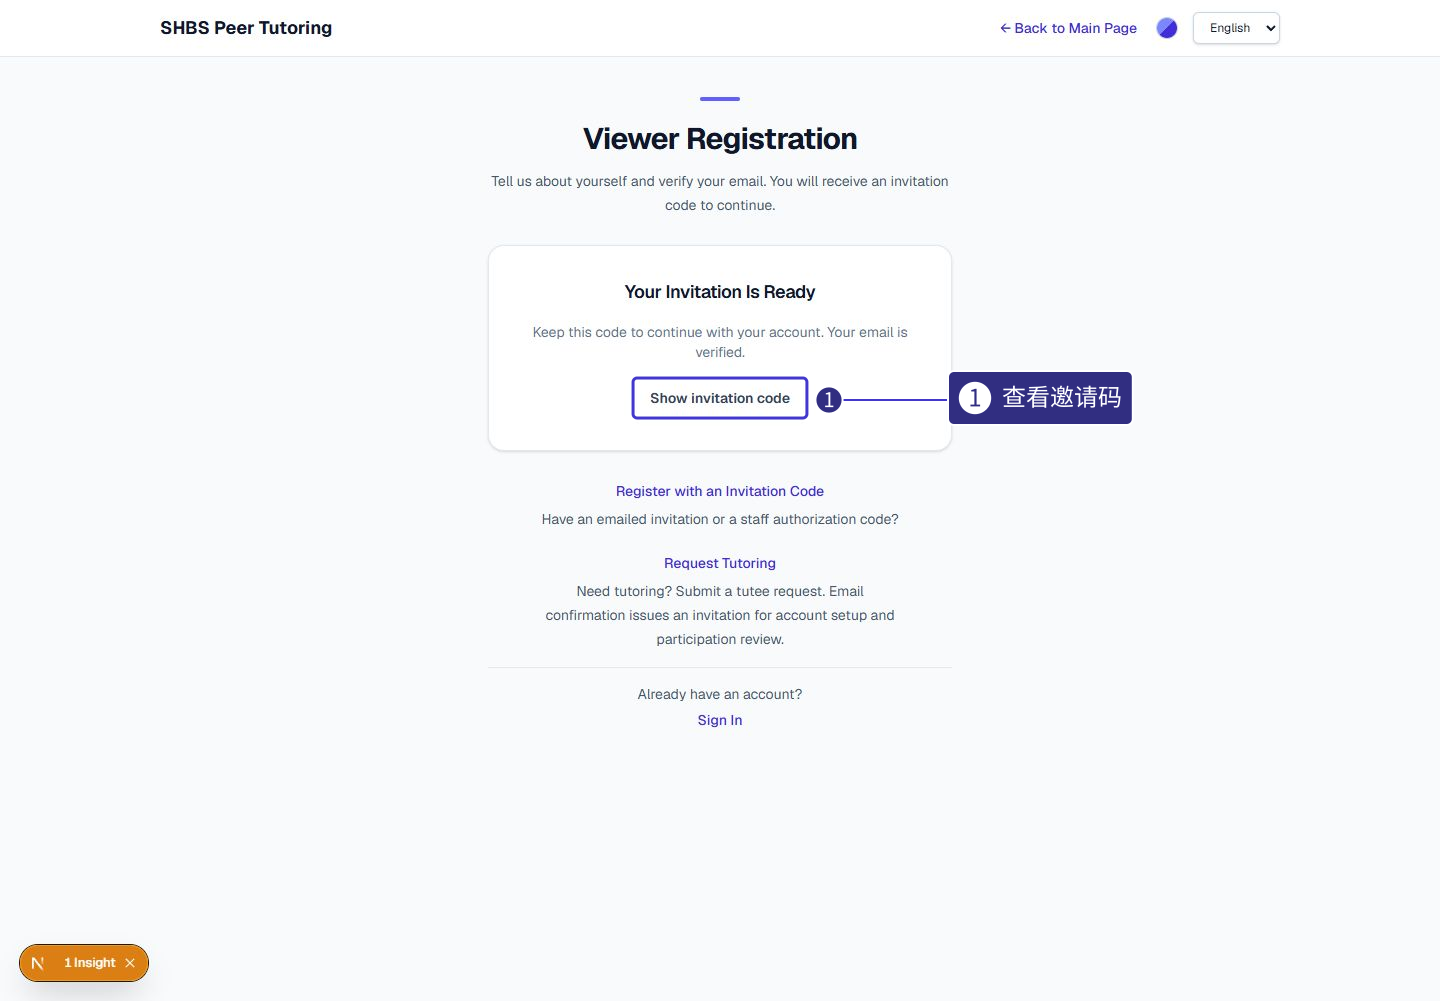 SHBS Peer Tutoring
← Back to Main Page
English
Viewer Registration
Tell us about yourself and verify your email. You will receive an invitation
code to continue.
Your Invitation Is Ready
Keep this code to continue with your account. Your email is
verified.
Show invitation code
1
1 查看邀请码
Register with an Invitation Code
Have an emailed invitation or a staff authorization code?
Request Tutoring
Need tutoring? Submit a tutee request. Email
confirmation issues an invitation for account setup and
participation review.
Already have an account?
Sign In
N 1 Insight ×